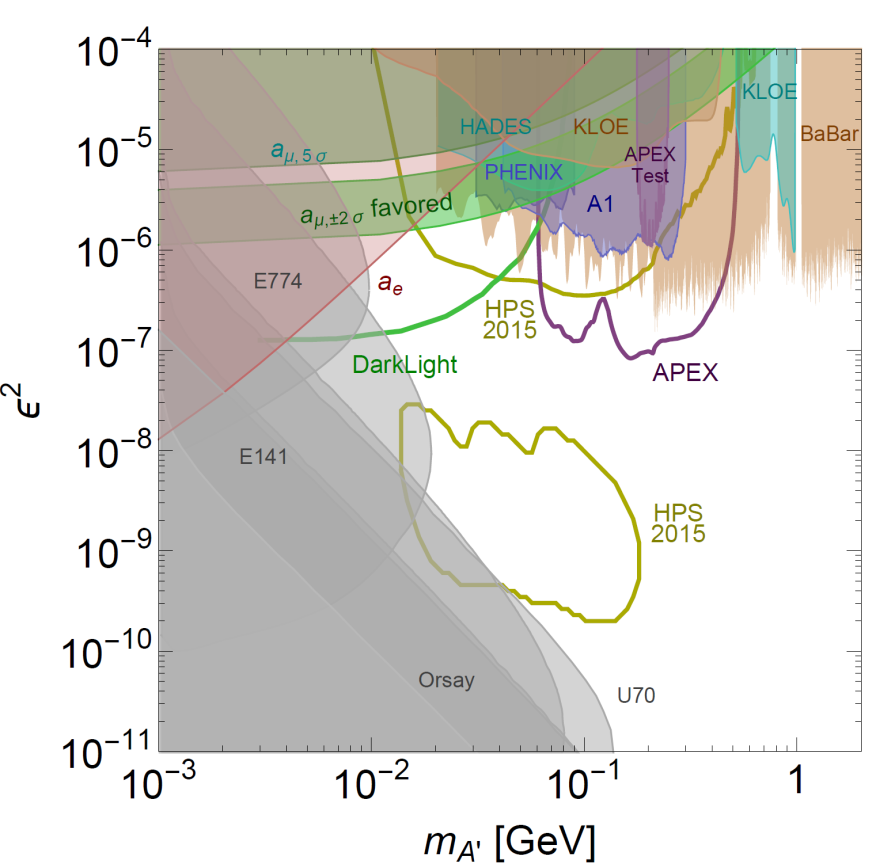 10⁻⁴
10⁻⁵
10⁻⁶
10⁻⁷
10⁻⁸
10⁻⁹
10⁻¹⁰
10⁻¹¹
ϵ²
KLOE
BaBar
HADES
KLOE
a_μ,5 σ
APEX
Test
PHENIX
A1
a_μ,±2 σ favored
E774
a_e
HPS
2015
DarkLight
APEX
E141
HPS
2015
Orsay
U70
10⁻³
10⁻²
10⁻¹
1
m_A' [GeV]